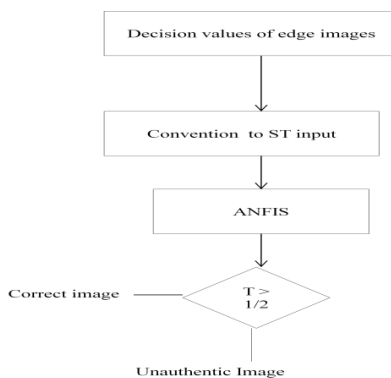 Decision values of edge images
Convention to ST input
ANFIS
T >
1/2
Correct image
Unauthentic Image